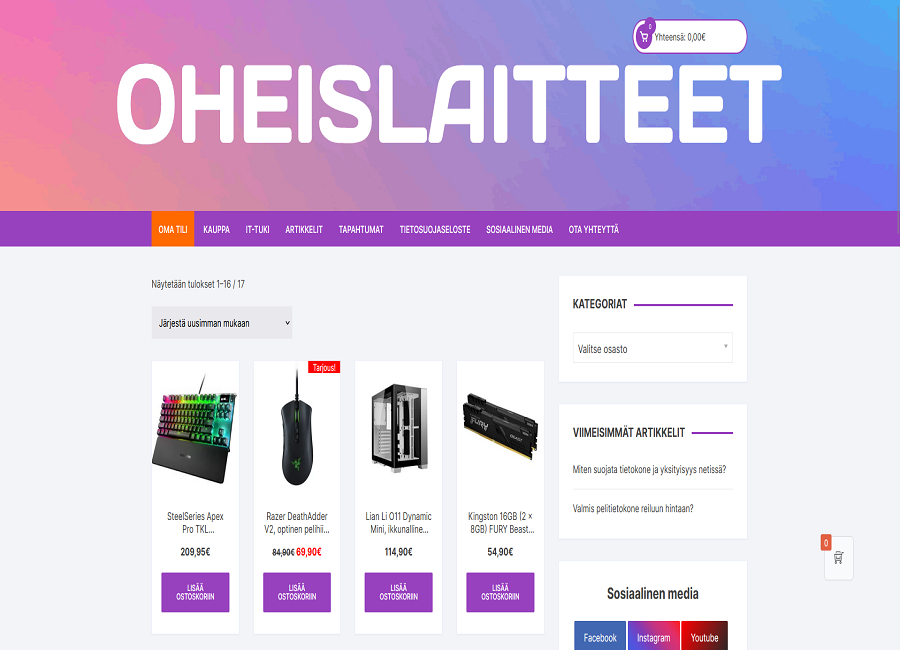 0
Yhteensä: 0,00€
OHEISLAITTEET
OMA TILI KAUPPA IT-TUKI ARTIKKELIT TAPAHTUMAT TIETOSUOJASELOSTE SOSIAALINEN MEDIA OTA YHTEYTTÄ
Näytetään tulokset 1–16 / 17
Järjestä uusimman mukaan
KATEGORIAT
Valitse osasto
VIIMEISIMMÄT ARTIKKELIT
Miten suojata tietokone ja yksityisyys netissä?
Valmis pelitietokone reiluun hintaan?
Tarjous!
FURY
BEAST
SteelSeries Apex
Pro TKL...
209,95€
LISÄÄ
OSTOSKORIIN
Razer DeathAdder
V2, optinen pelihii...
84,90€ 69,90€
LISÄÄ
OSTOSKORIIN
Lian Li O11 Dynamic
Mini, ikkunalline...
114,90€
LISÄÄ
OSTOSKORIIN
Kingston 16GB (2 ×
8GB) FURY Beast...
54,90€
LISÄÄ
OSTOSKORIIN
Sosiaalinen media
Facebook Instagram Youtube
0